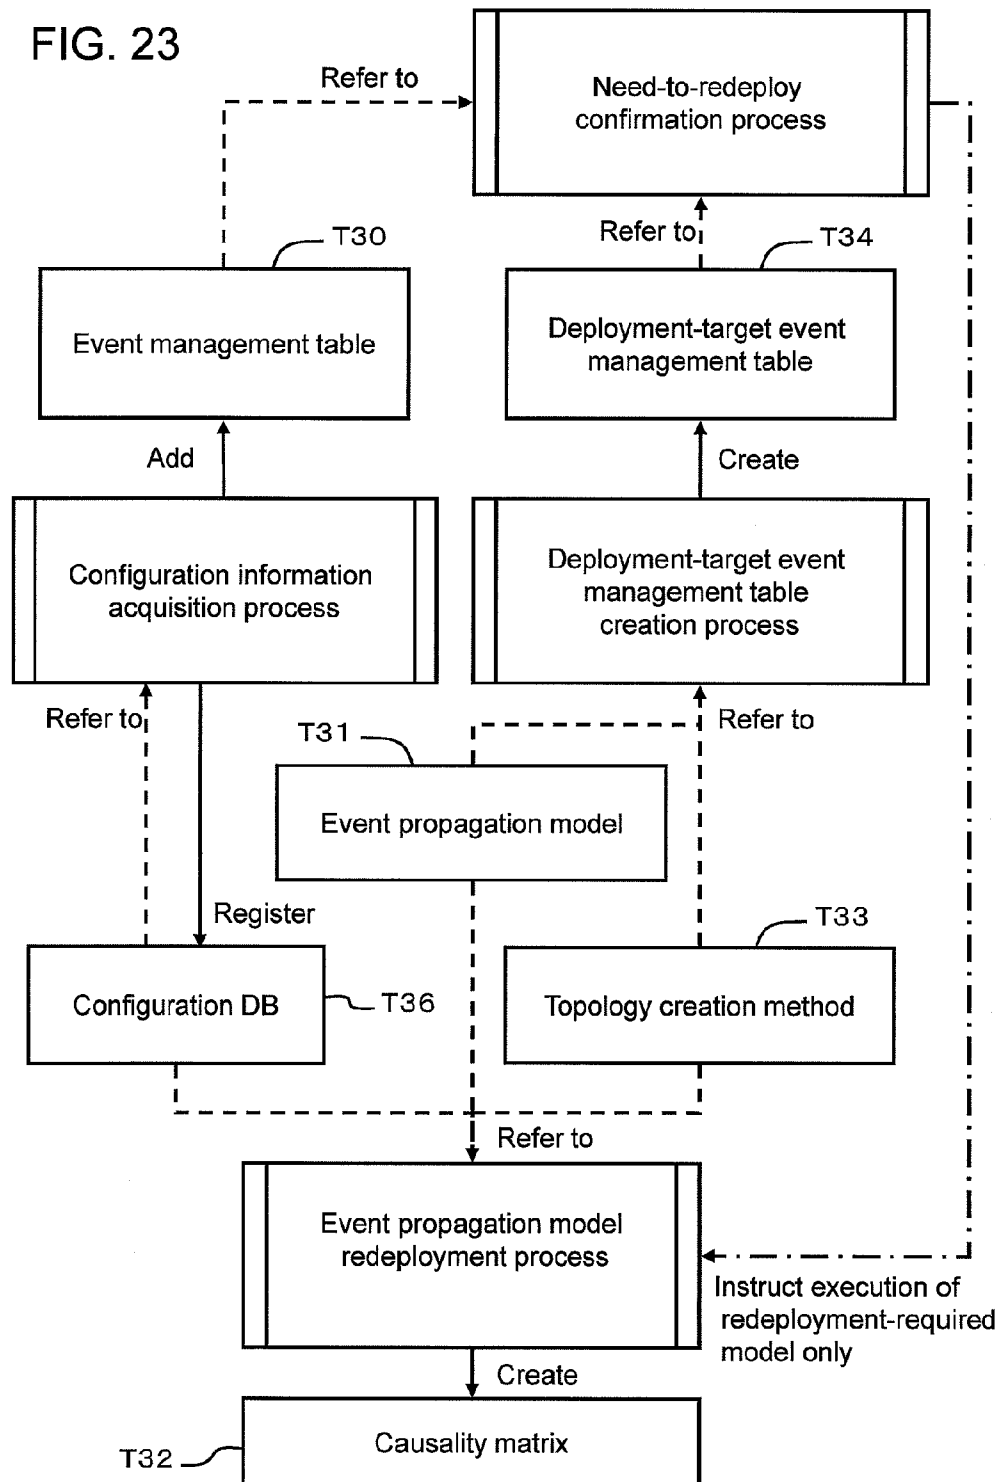 FIG. 23
Refer to
Need-to-redeploy
confirmation process
T30
Refer to
T34
Event management table
Deployment-target event
management table
Add
Create
Configuration information
acquisition process
Deployment-target event
management table
creation process
Refer to
T31
Refer to
Event propagation model
Register
T33
Configuration DB
T36
Topology creation method
Refer to
Event propagation model
redeployment process
Instruct execution of
redeployment-required
model only
Create
T32
Causality matrix